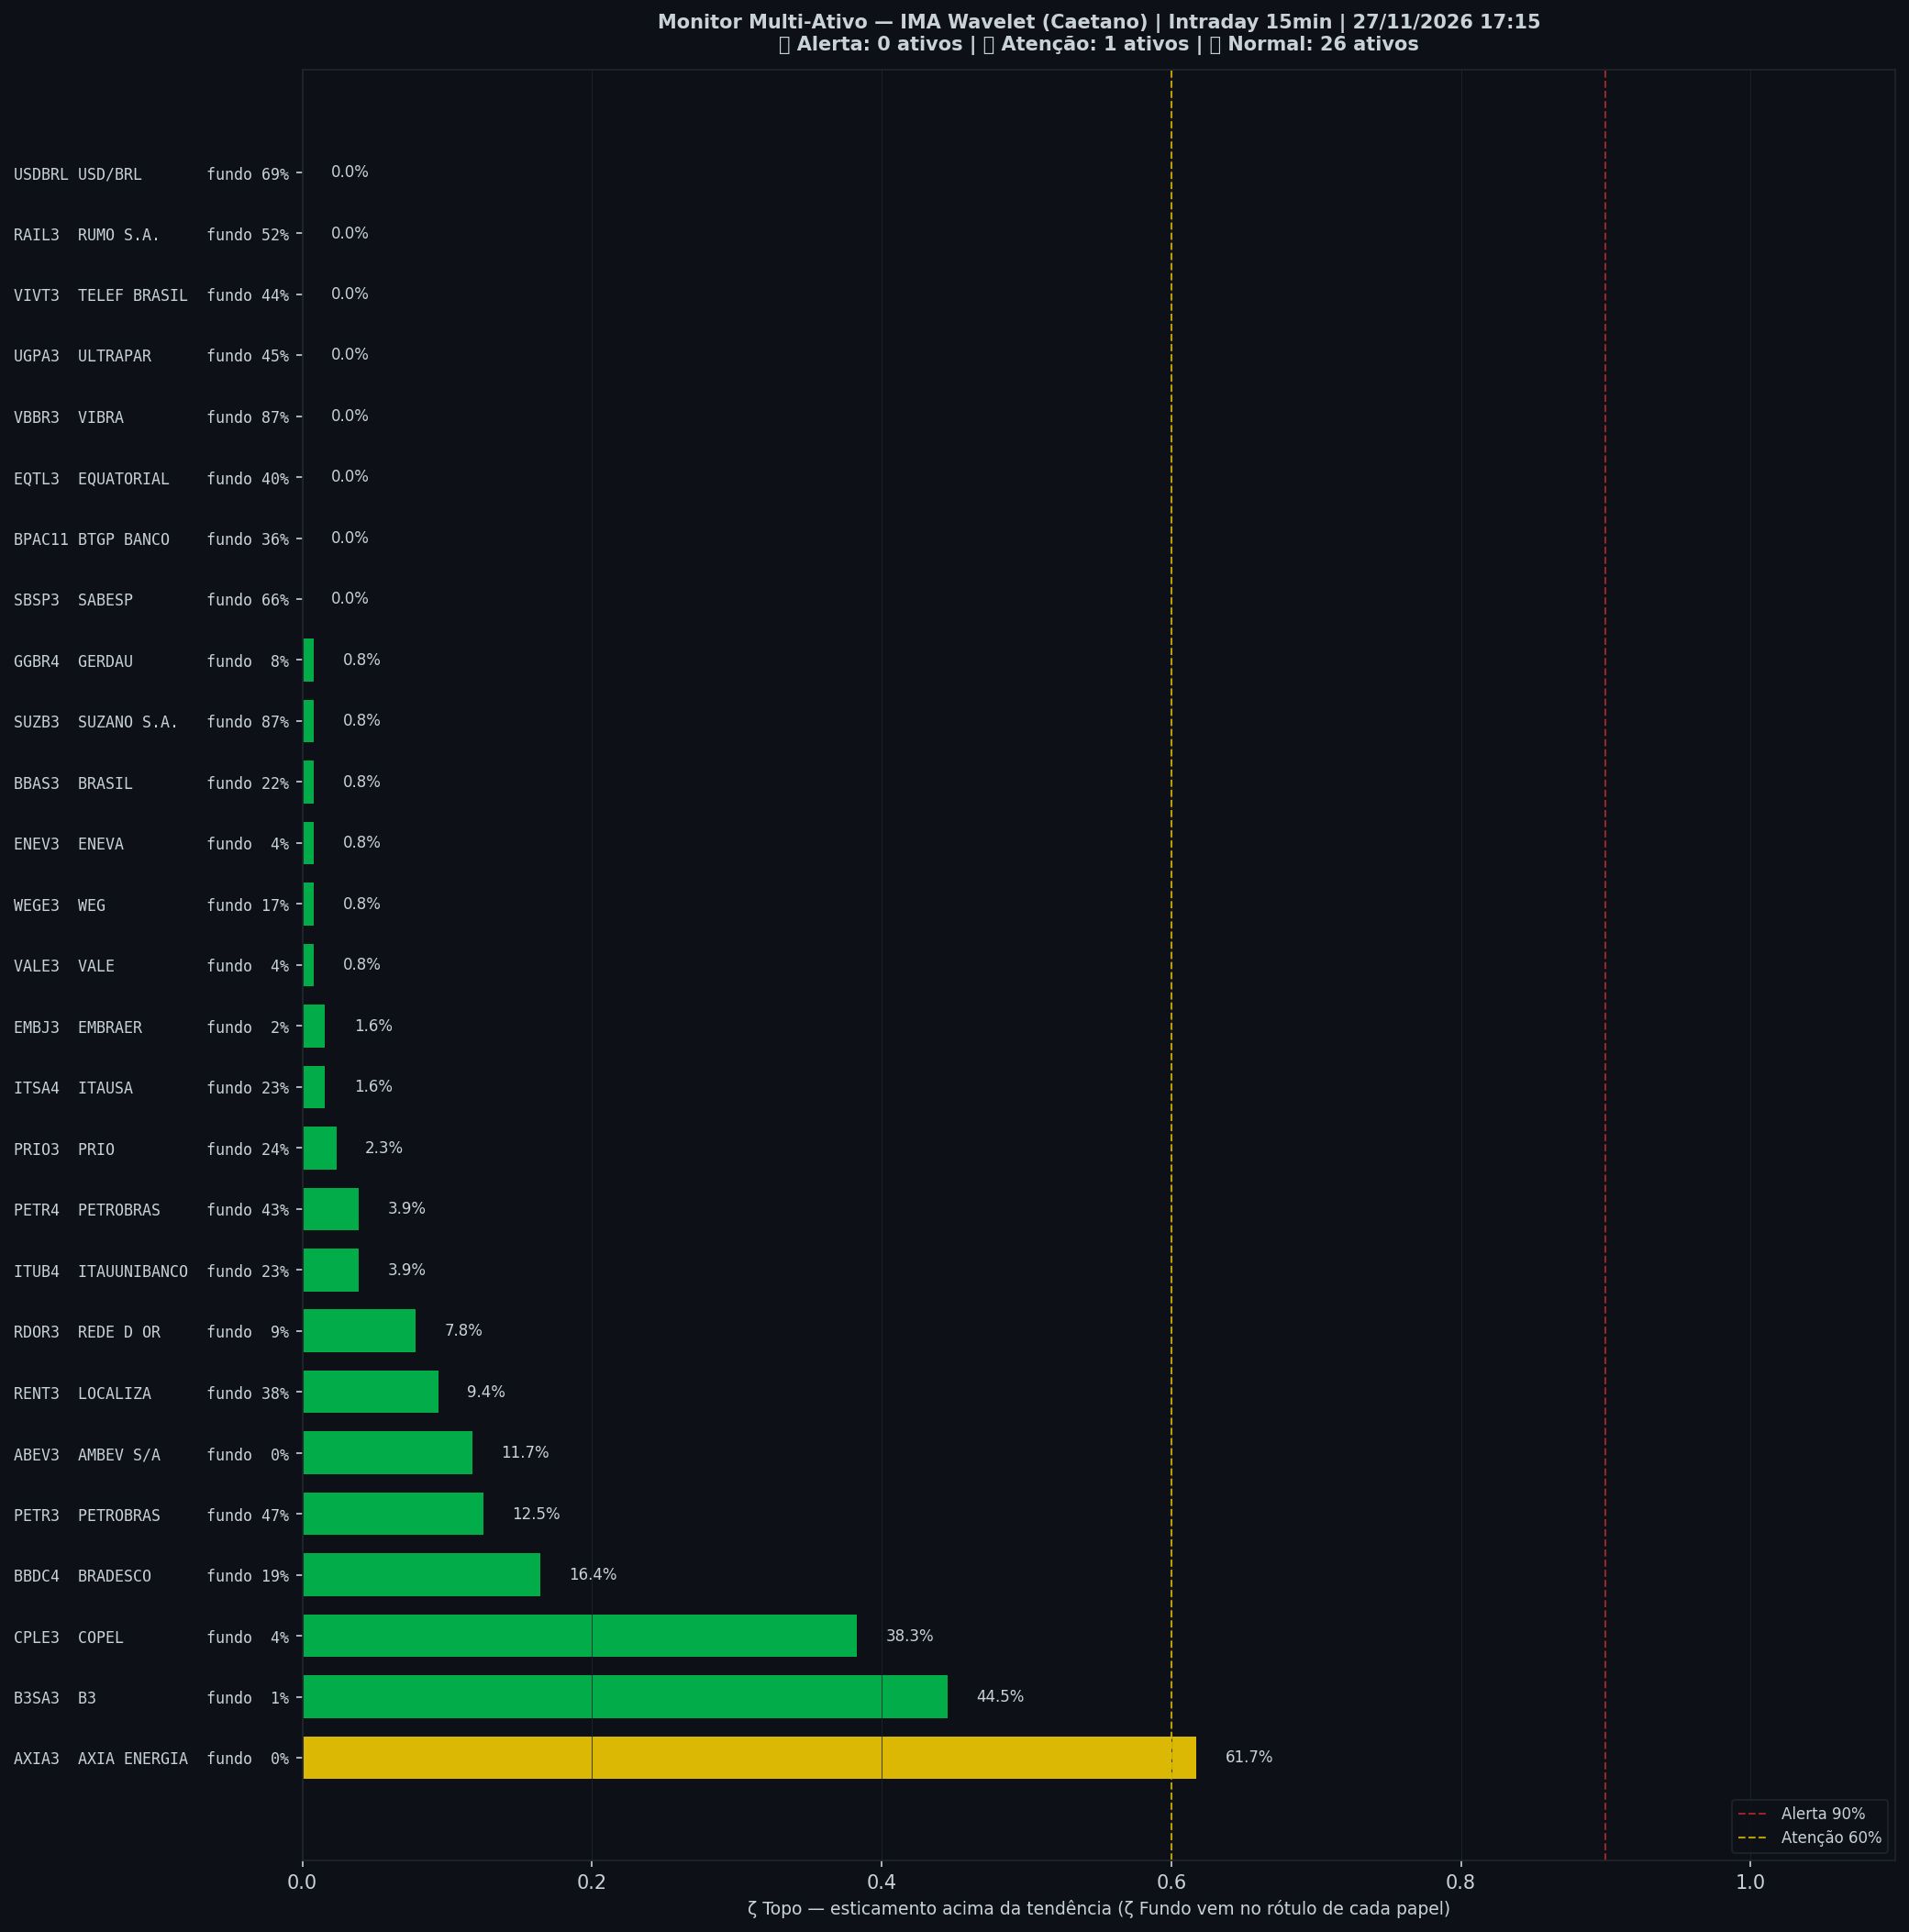 Monitor Multi-Ativo — IMA Wavelet (Caetano) | Intraday 15min | 27/11/2026 17:15
Alerta: 0 ativos | Atenção: 1 ativos | Normal: 26 ativos
USDBRL USD/BRL fundo 69% 0.0%
RAIL3 RUMO S.A. fundo 52% 0.0%
VIVT3 TELEF BRASIL fundo 44% 0.0%
UGPA3 ULTRAPAR fundo 45% 0.0%
VBBR3 VIBRA fundo 87% 0.0%
EQTL3 EQUATORIAL fundo 40% 0.0%
BPAC11 BTGP BANCO fundo 36% 0.0%
SBSP3 SABESP fundo 66% 0.0%
GGBR4 GERDAU fundo 8% 0.8%
SUZB3 SUZANO S.A. fundo 87% 0.8%
BBAS3 BRASIL fundo 22% 0.8%
ENEV3 ENEVA fundo 4% 0.8%
WEGE3 WEG fundo 17% 0.8%
VALE3 VALE fundo 4% 0.8%
EMBJ3 EMBRAER fundo 2% 1.6%
ITSA4 ITAUSA fundo 23% 1.6%
PRIO3 PRIO fundo 24% 2.3%
PETR4 PETROBRAS fundo 43% 3.9%
ITUB4 ITAUUNIBANCO fundo 23% 3.9%
RDOR3 REDE D OR fundo 9% 7.8%
RENT3 LOCALIZA fundo 38% 9.4%
ABEV3 AMBEV S/A fundo 0% 11.7%
PETR3 PETROBRAS fundo 47% 12.5%
BBDC4 BRADESCO fundo 19% 16.4%
CPLE3 COPEL fundo 4% 38.3%
B3SA3 B3 fundo 1% 44.5%
AXIA3 AXIA ENERGIA fundo 0% 61.7%
Alerta 90%
Atenção 60%
0.0 0.2 0.4 0.6 0.8 1.0
ζ Topo — esticamento acima da tendência (ζ Fundo vem no rótulo de cada papel)